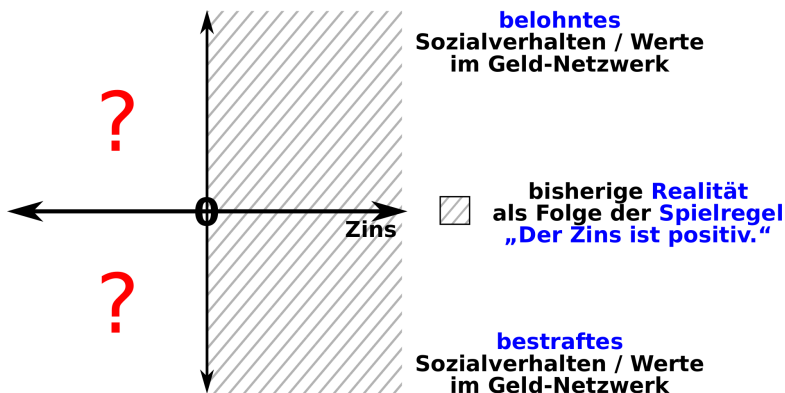 belohntes
Sozialverhalten / Werte
im Geld-Netzwerk
?
bisherige Realität
als Folge der Spielregel
„Der Zins ist positiv.“
0
Zins
?
bestraftes
Sozialverhalten / Werte
im Geld-Netzwerk